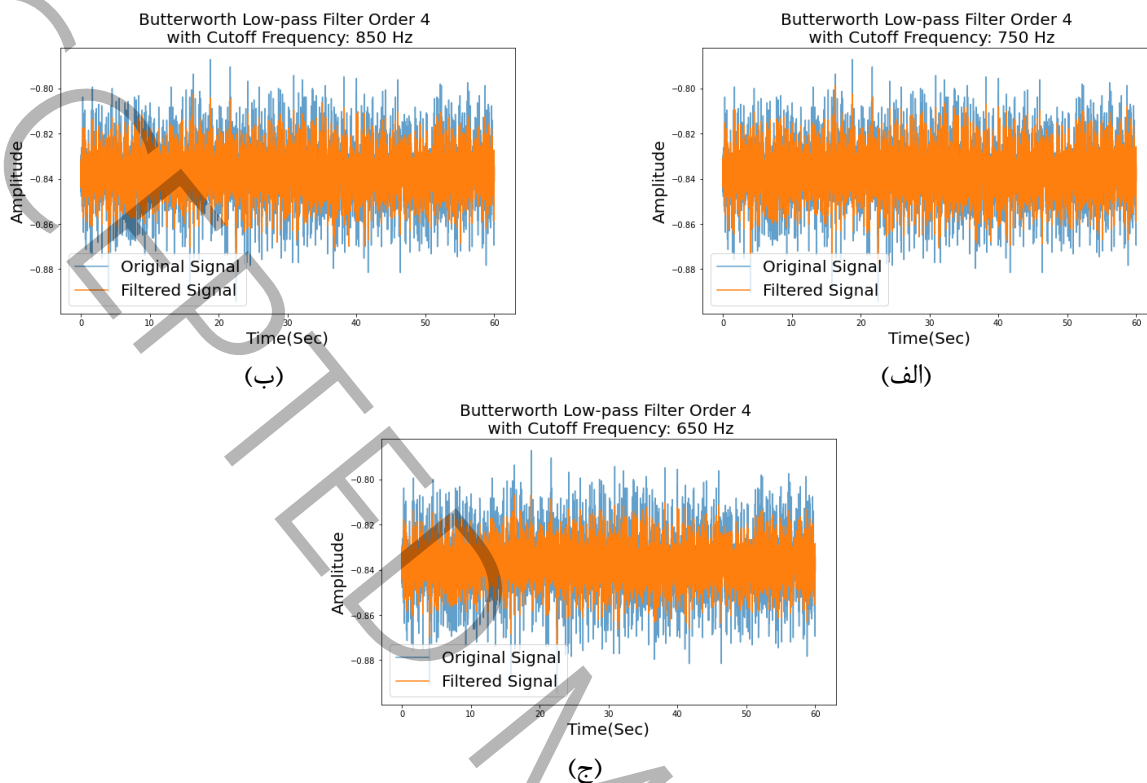 Butterworth Low-pass Filter Order 4
with Cutoff Frequency: 750 Hz
Amplitude
−0.80
−0.82
−0.84
−0.86
−0.88
Original Signal
Filtered Signal
0 10 20 30 40 50 60
Time(Sec)
(الف)
Butterworth Low-pass Filter Order 4
with Cutoff Frequency: 850 Hz
Amplitude
−0.80
−0.82
−0.84
−0.86
−0.88
Original Signal
Filtered Signal
0 10 20 30 40 50 60
Time(Sec)
(ب)
Butterworth Low-pass Filter Order 4
with Cutoff Frequency: 650 Hz
Amplitude
−0.80
−0.82
−0.84
−0.86
−0.88
Original Signal
Filtered Signal
0 10 20 30 40 50 60
Time(Sec)
(ج)
CEPTED M